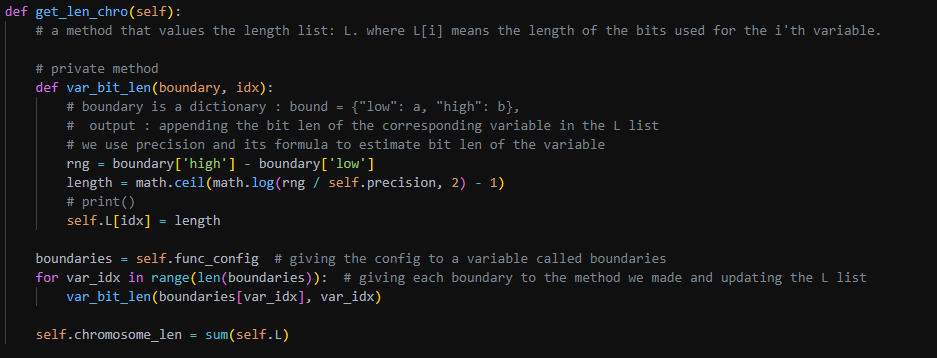 def get_len_chro(self):
    # a method that values the length list: L. where L[i] means the length of the bits used for the i'th variable.

    # private method
    def var_bit_len(boundary, idx):
        # boundary is a dictionary : bound = {"low": a, "high": b},
        #  output : appending the bit len of the corresponding variable in the L list
        # we use precision and its formula to estimate bit len of the variable
        rng = boundary['high'] - boundary['low']
        length = math.ceil(math.log(rng / self.precision, 2) - 1)
        # print()
        self.L[idx] = length

    boundaries = self.func_config  # giving the config to a variable called boundaries
    for var_idx in range(len(boundaries)):  # giving each boundary to the method we made and updating the L list
        var_bit_len(boundaries[var_idx], var_idx)

    self.chromosome_len = sum(self.L)